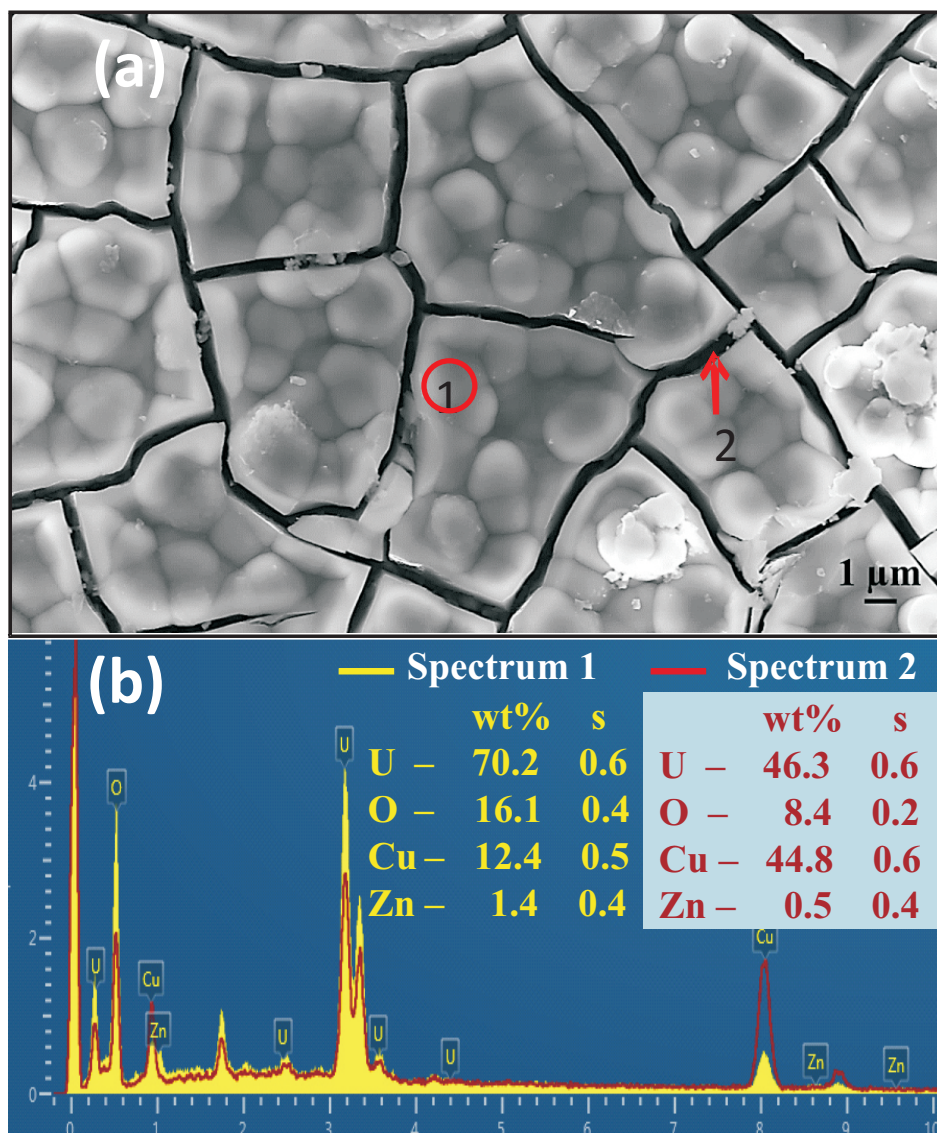 (a)
1
2
1 µm
(b)
Spectrum 1
wt% s
U – 70.2 0.6
O – 16.1 0.4
Cu – 12.4 0.5
Zn – 1.4 0.4
Spectrum 2
wt% s
U – 46.3 0.6
O – 8.4 0.2
Cu – 44.8 0.6
Zn – 0.5 0.4
4
2
0
U
O
Cu
Zn
U
U
U
U
Cu
Zn
Zn
0 1 2 3 4 5 6 7 8 9 10